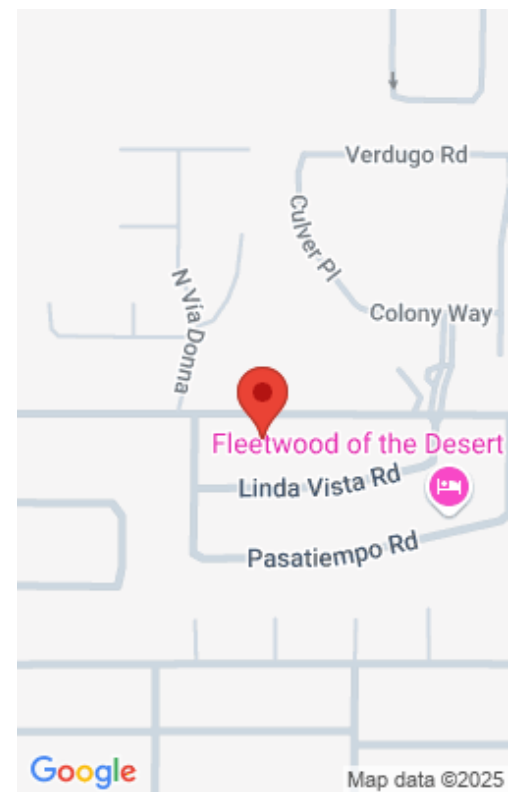 Verdugo Rd
Culver Pl
N Via Donna
Colony Way
Fleetwood of the Desert
Linda Vista Rd
Pasatiempo Rd
Google
Map data ©2025